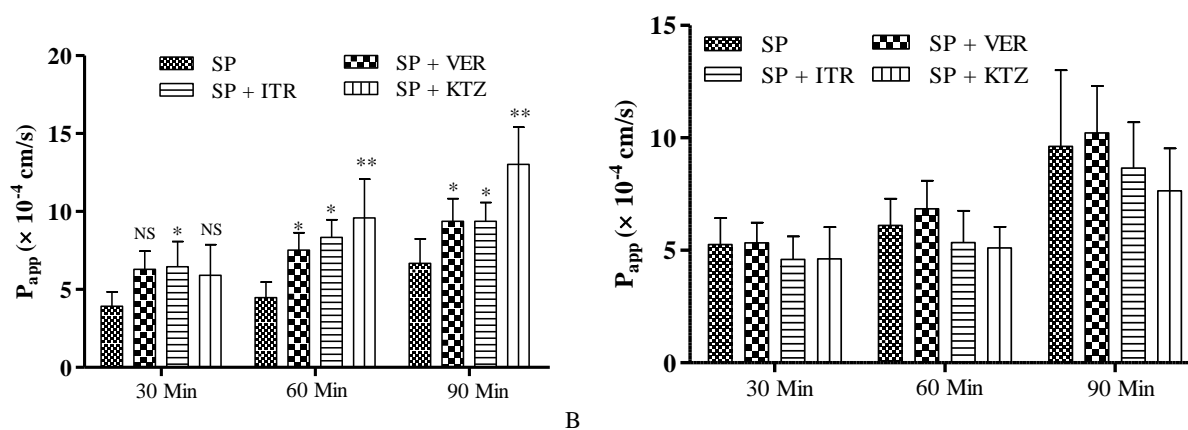 20
15
10
5
0
P_app (× 10⁻⁴ cm/s)
SP
SP + VER
SP + ITR
SP + KTZ
NS
*
NS
*
*
**
*
*
**
30 Min
60 Min
90 Min
B
15
10
5
0
P_app (× 10⁻⁴ cm/s)
SP
SP + VER
SP + ITR
SP + KTZ
30 Min
60 Min
90 Min